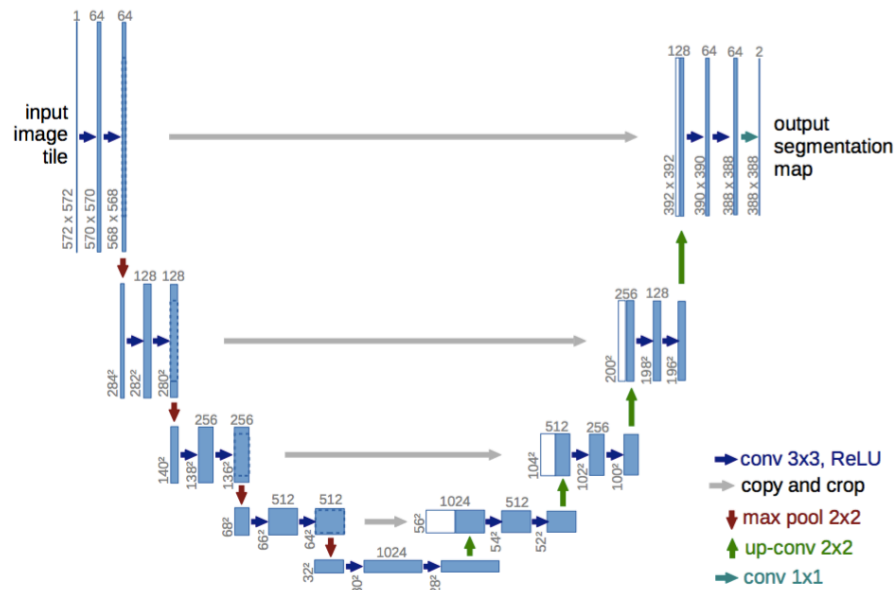 1
64
64
input
image
tile
572 x 572
570 x 570
568 x 568
128
64
64
2
output
segmentation
map
392 x 392
390 x 390
388 x 388
388 x 388
128
128
284²
282²
280²
256
128
200²
198²
196²
256
256
140²
138²
136²
512
256
104²
102²
100²
512
512
68²
66²
64²
1024
512
56²
54²
52²
1024
32²
conv 3x3, ReLU
copy and crop
max pool 2x2
up-conv 2x2
conv 1x1